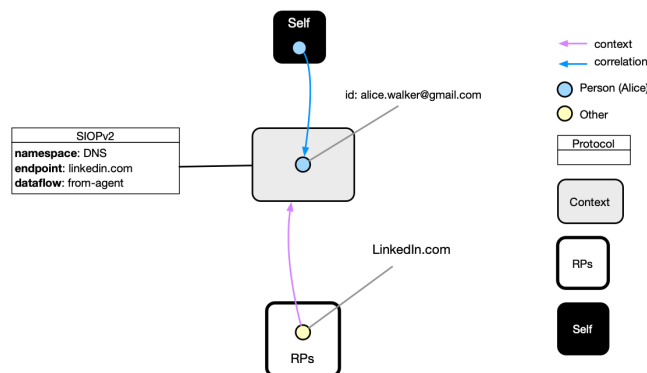 Self
id: alice.walker@gmail.com
SIOPv2
namespace: DNS
endpoint: linkedin.com
dataflow: from-agent
LinkedIn.com
RPs
context
correlation
Person (Alice)
Other
Protocol
Context
RPs
Self